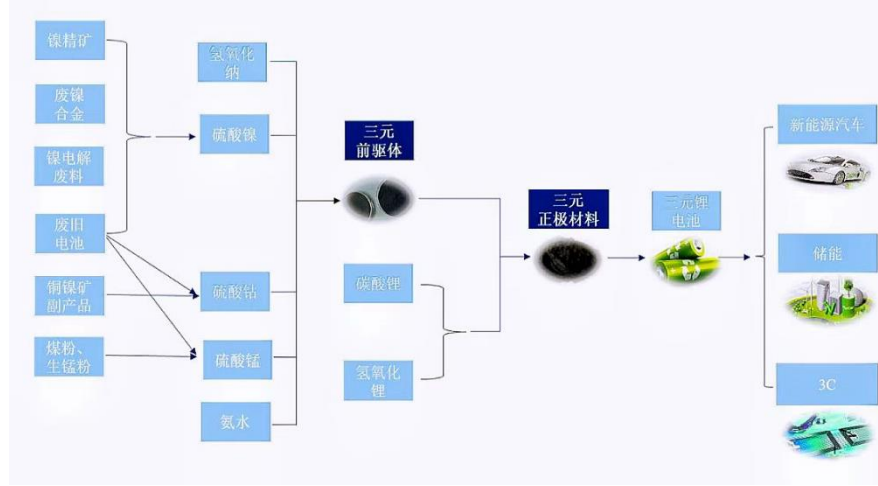 镍精矿
废镍
合金
镍电解
废料
废旧
电池
铜镍矿
副产品
煤粉、
生锰粉
氢氧化
纳
硫酸镍
硫酸钴
硫酸锰
氨水
三元
前驱体
碳酸锂
氢氧化
锂
三元
正极材料
三元锂
电池
新能源汽车
储能
3C